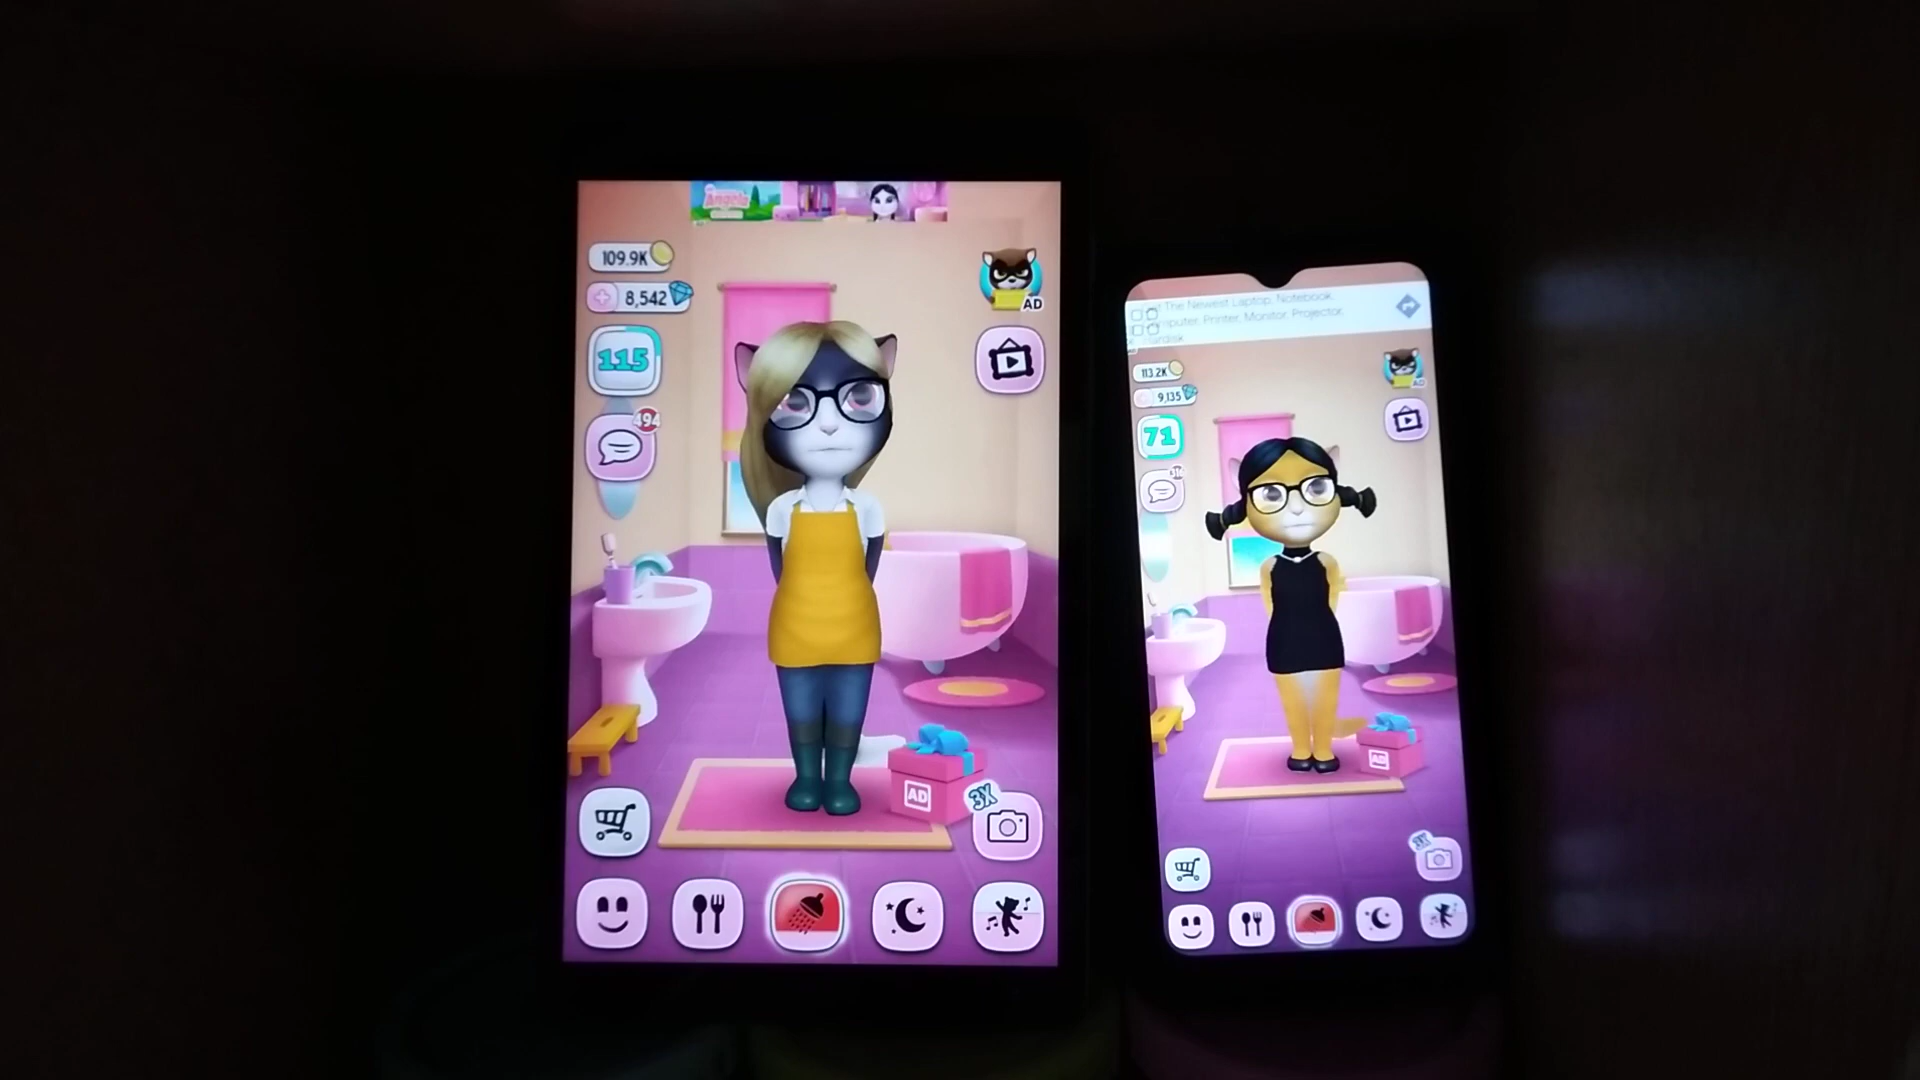 Angela
109.9K
8,542
115
494
AD
AD
3X
The Newest Laptop, Notebook,
Printer, Monitor, Projector,
113.2K
9,135
71
AD
AD
3X